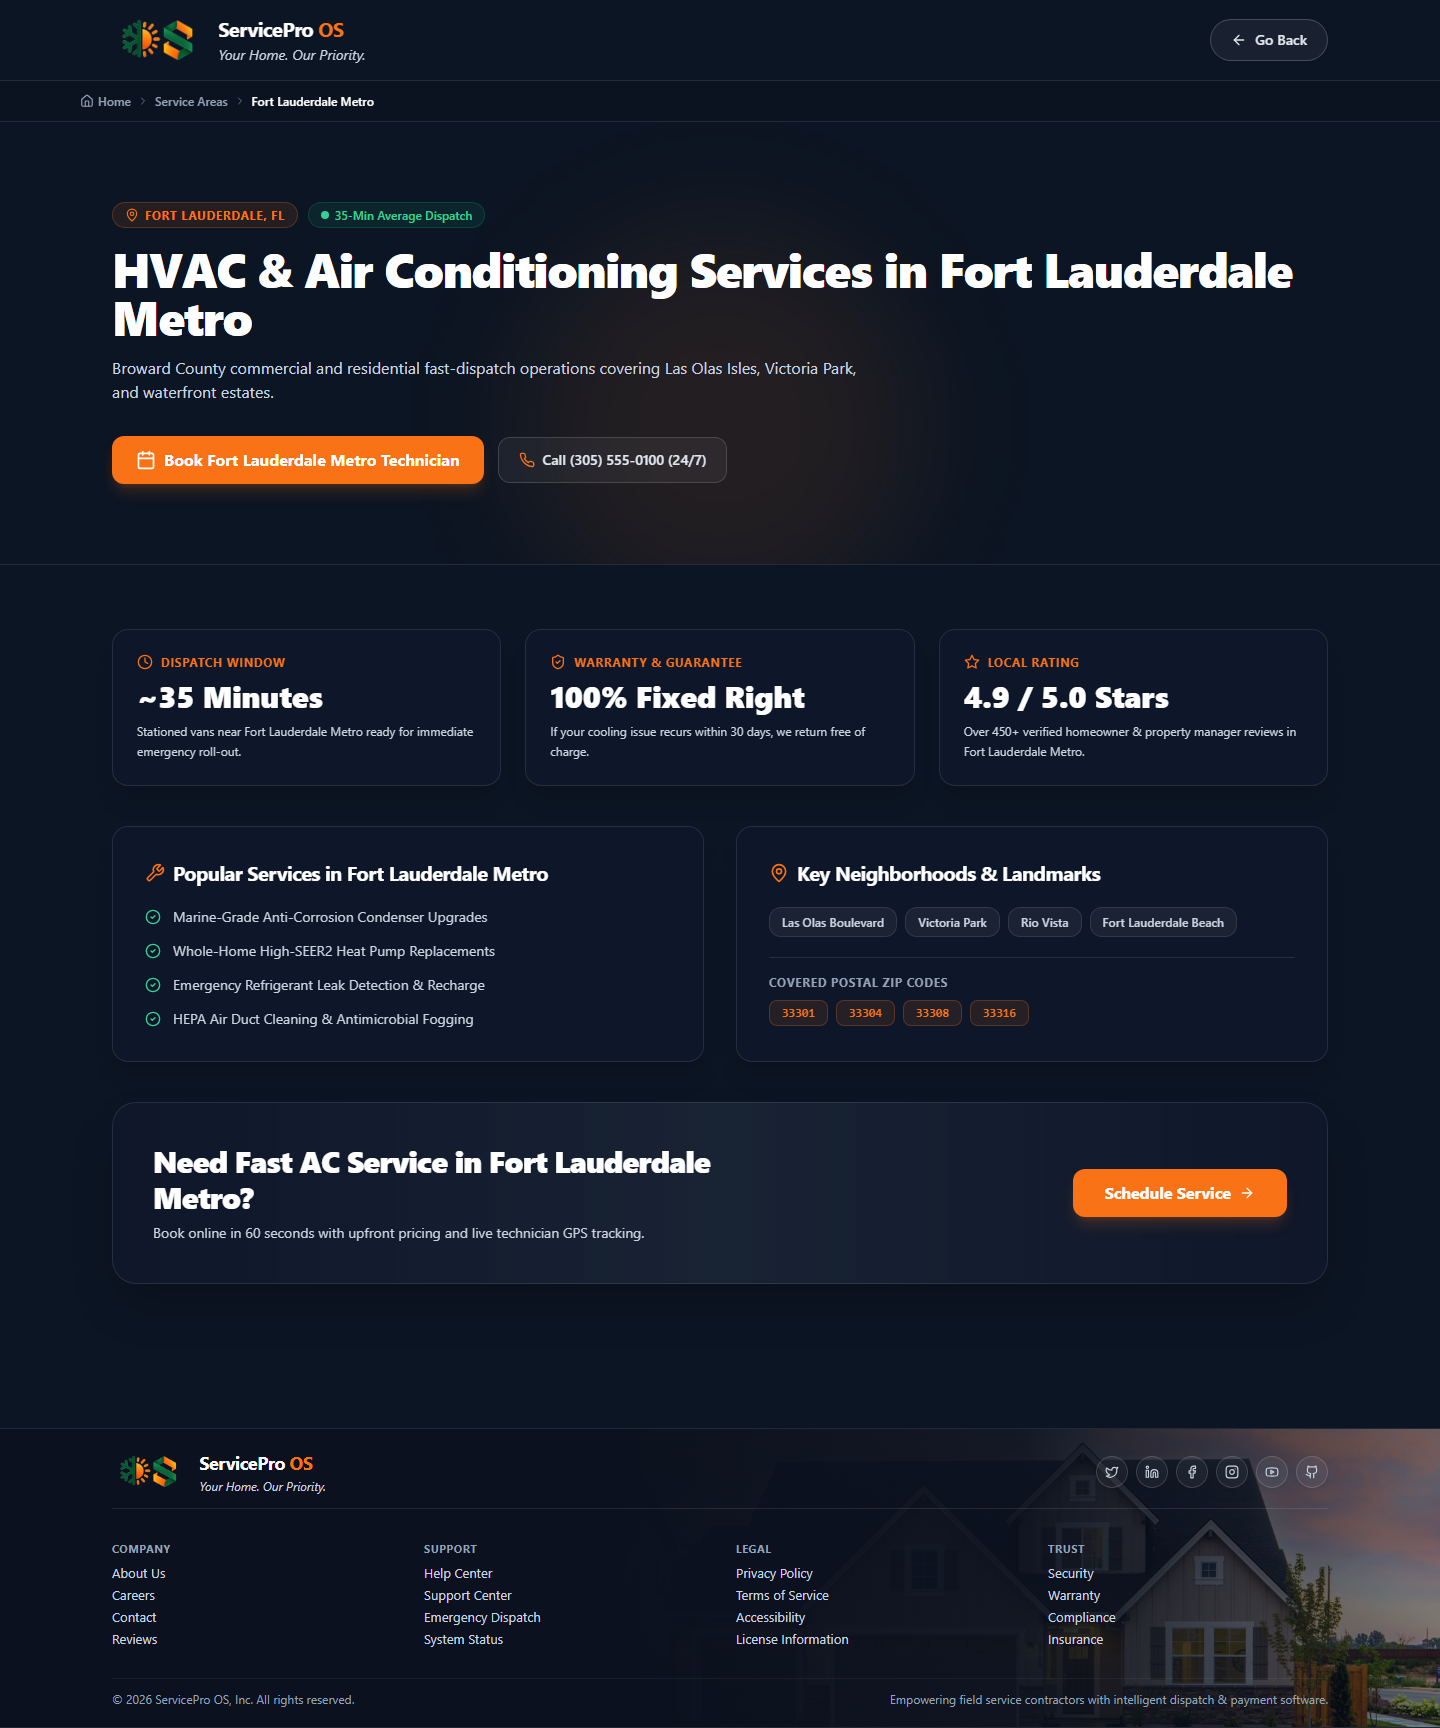 ServicePro OS
Your Home. Our Priority.
Go Back
Home
Service Areas
Fort Lauderdale Metro
FORT LAUDERDALE, FL
35-Min Average Dispatch
HVAC & Air Conditioning Services in Fort Lauderdale
Metro
Broward County commercial and residential fast-dispatch operations covering Las Olas Isles, Victoria Park,
and waterfront estates.
Book Fort Lauderdale Metro Technician
Call (305) 555-0100 (24/7)
DISPATCH WINDOW
~35 Minutes
Stationed vans near Fort Lauderdale Metro ready for immediate
emergency roll-out.
WARRANTY & GUARANTEE
100% Fixed Right
If your cooling issue recurs within 30 days, we return free of
charge.
LOCAL RATING
4.9 / 5.0 Stars
Over 450+ verified homeowner & property manager reviews in
Fort Lauderdale Metro.
Popular Services in Fort Lauderdale Metro
Marine-Grade Anti-Corrosion Condenser Upgrades
Whole-Home High-SEER2 Heat Pump Replacements
Emergency Refrigerant Leak Detection & Recharge
HEPA Air Duct Cleaning & Antimicrobial Fogging
Key Neighborhoods & Landmarks
Las Olas Boulevard
Victoria Park
Rio Vista
Fort Lauderdale Beach
COVERED POSTAL ZIP CODES
33301
33304
33308
33316
Need Fast AC Service in Fort Lauderdale
Metro?
Book online in 60 seconds with upfront pricing and live technician GPS tracking.
Schedule Service
ServicePro OS
Your Home. Our Priority.
COMPANY
About Us
Careers
Contact
Reviews
SUPPORT
Help Center
Support Center
Emergency Dispatch
System Status
LEGAL
Privacy Policy
Terms of Service
Accessibility
License Information
TRUST
Security
Warranty
Compliance
Insurance
© 2026 ServicePro OS, Inc. All rights reserved.
Empowering field service contractors with intelligent dispatch & payment software.